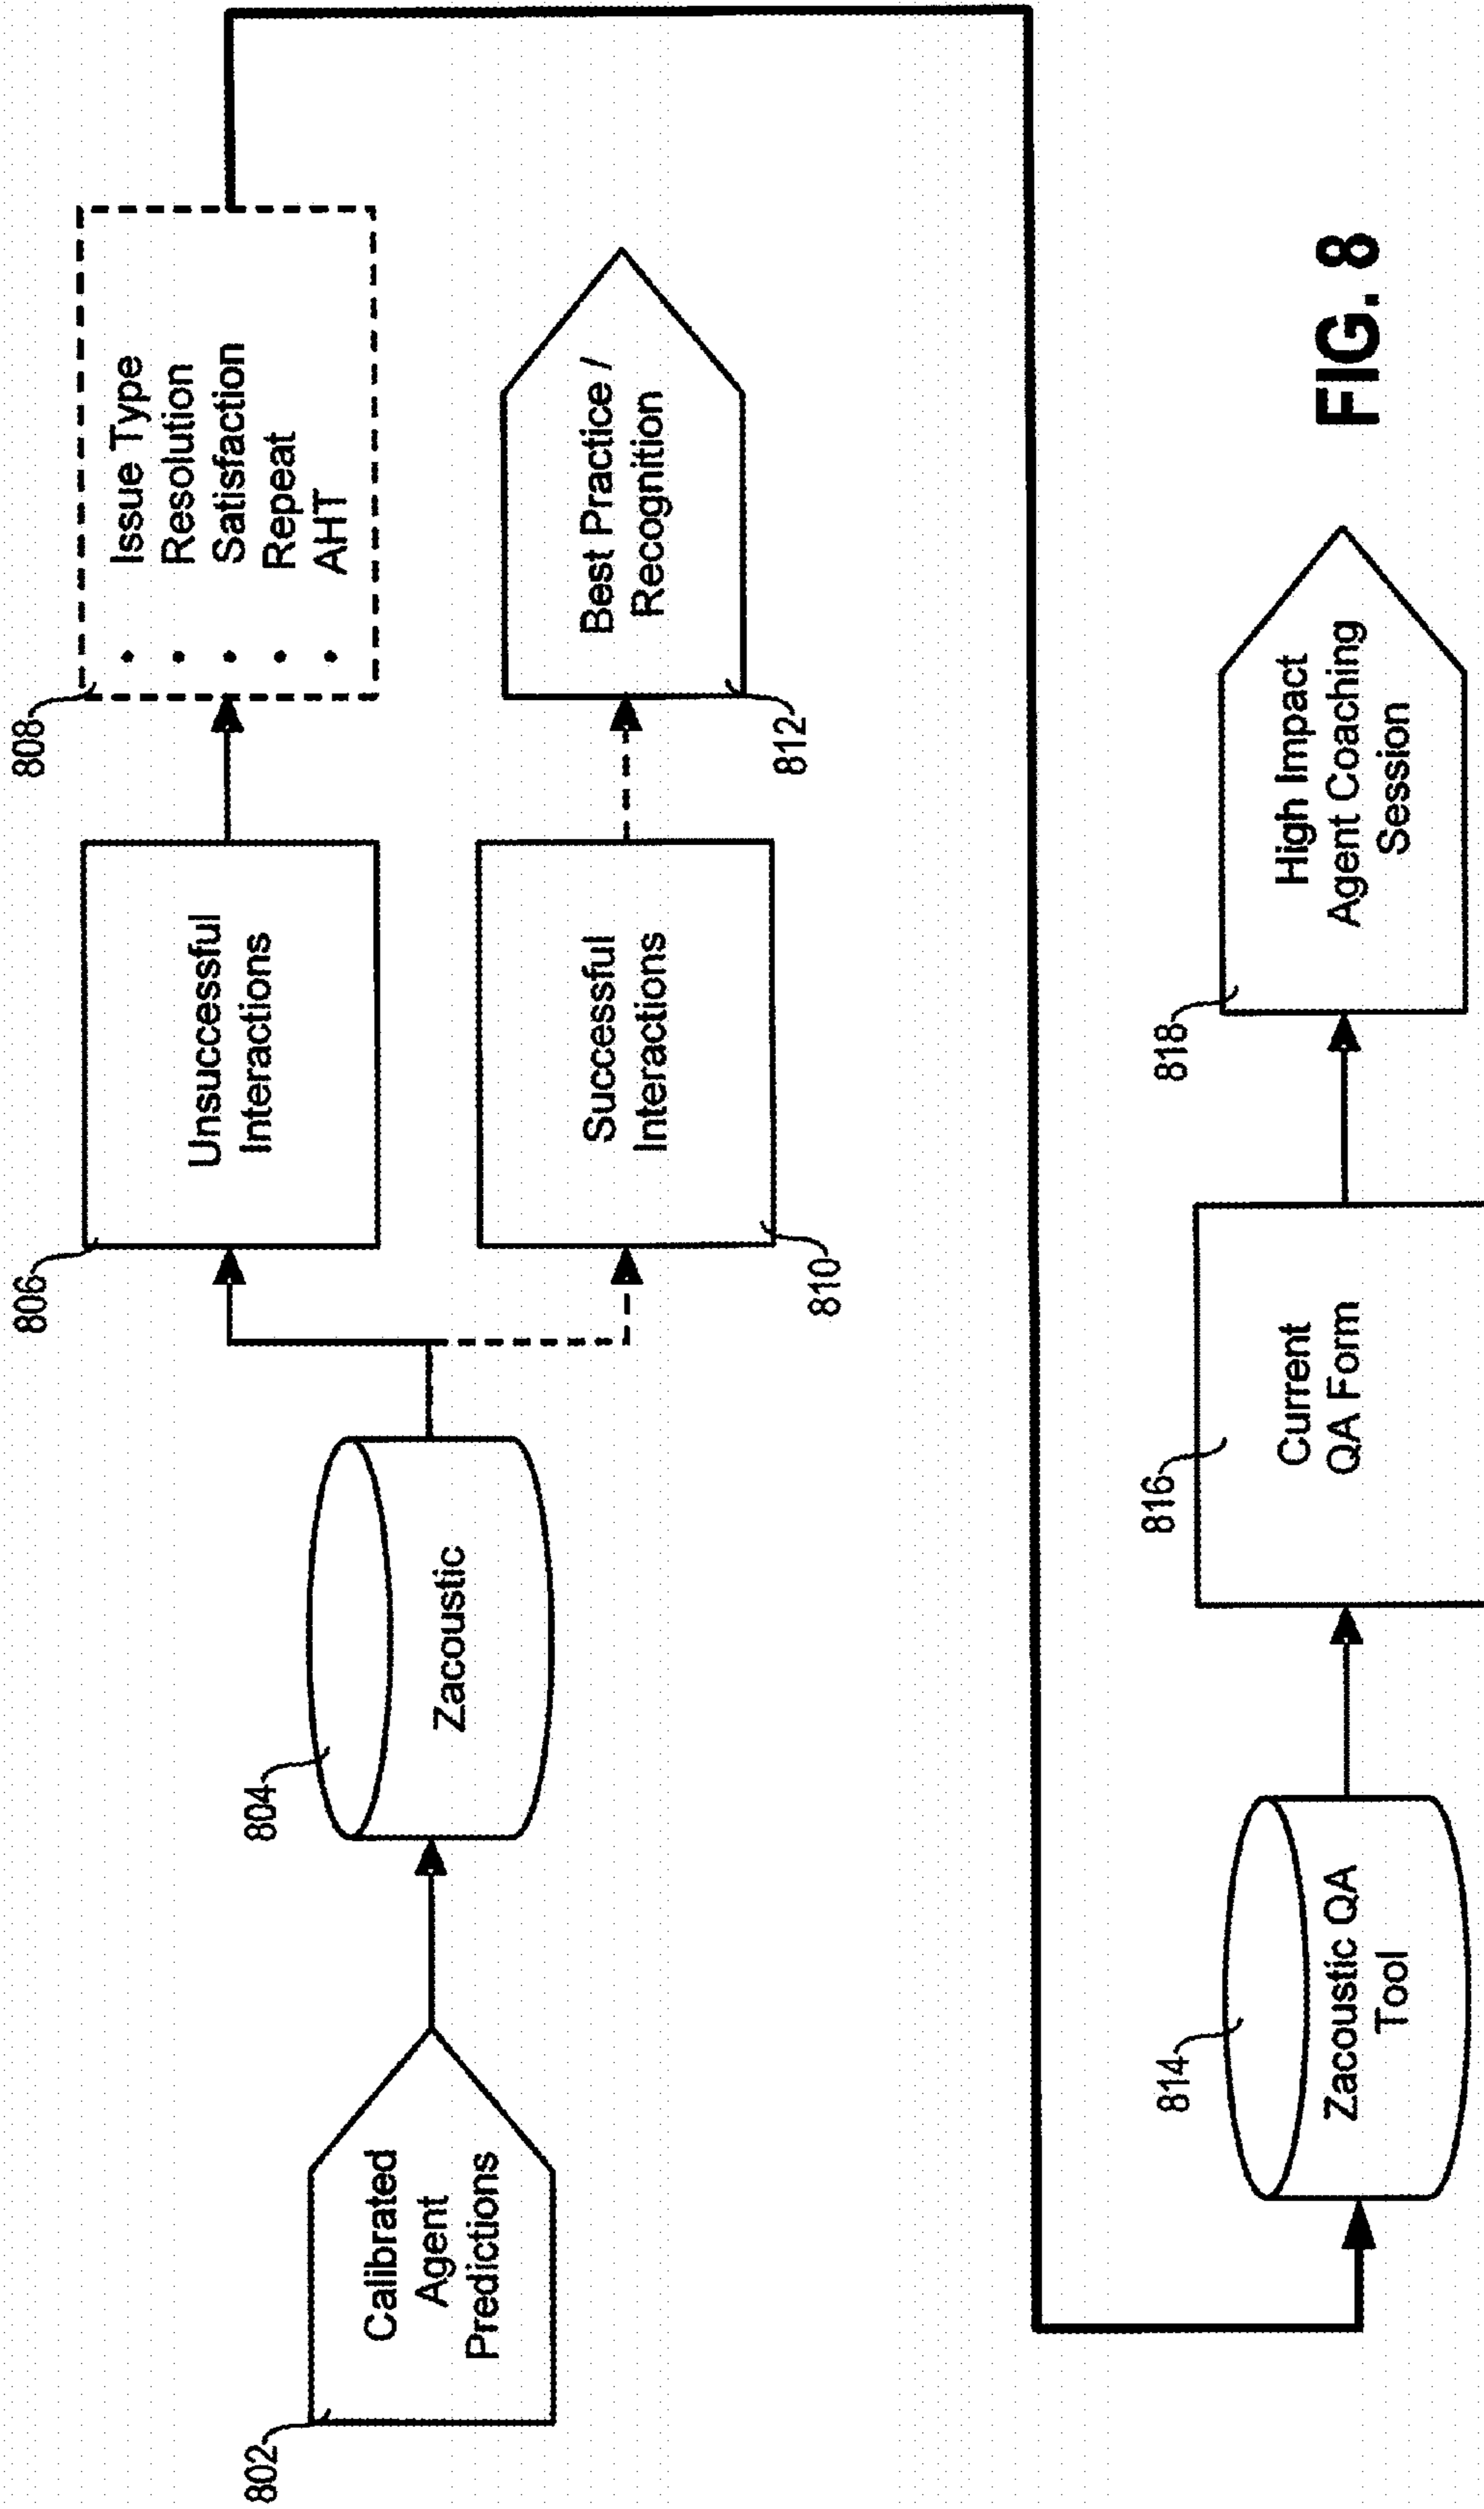 802
Calibrated
Agent
Predictions
804
Zacoustic
806
Unsuccessful
Interactions
808
• Issue Type
• Resolution
• Satisfaction
• Repeat
• AHT
810
Successful
Interactions
812
Best Practice /
Recognition
814
Zacoustic QA
Tool
816
Current
QA Form
818
High Impact
Agent Coaching
Session
FIG. 8